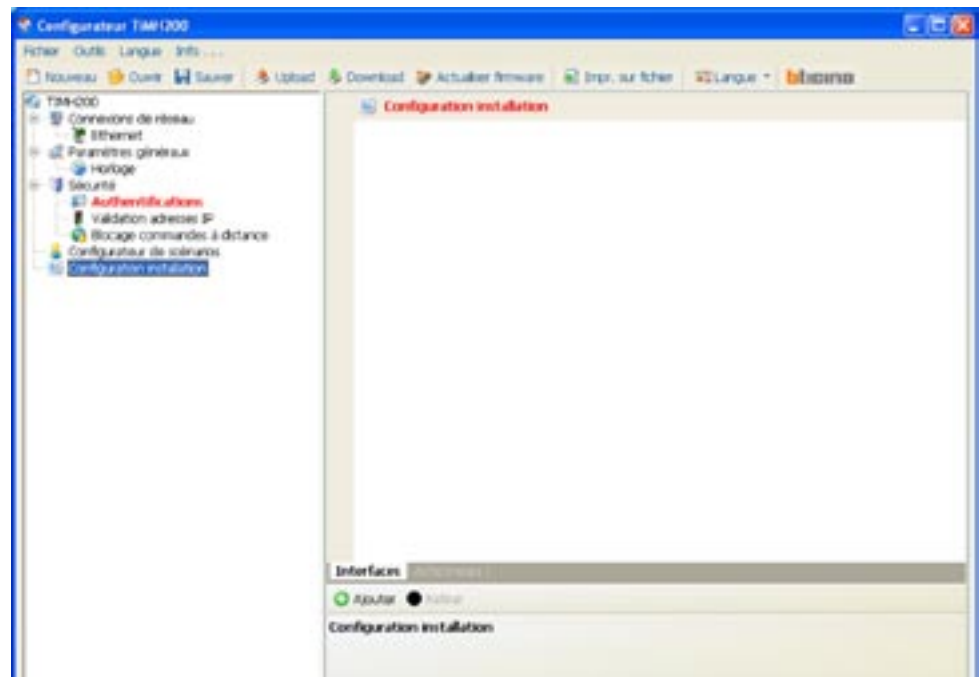 Configurateur TiMH200
Fichier Outils Langue Info ...
Nouveau Ouvrir Sauver Upload Download Actualiser firmware Impr. sur fichier Langue bticino
TiMH200
Connexions de réseau
Ethernet
Paramètres généraux
Horloge
Sécurité
Authentifications
Validation adresses IP
Blocage commandes à distance
Configurateur de scénarios
Configuration installation
Configuration installation
Interfaces
Ajouter Retirer
Configuration installation